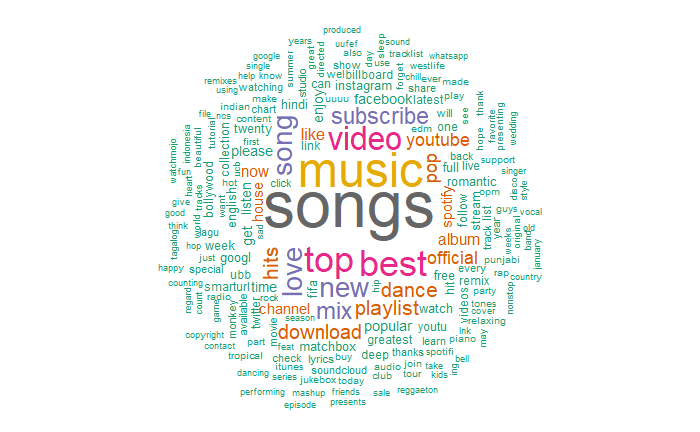 produced
years uufef sound
google great directed also day sleep tracklist whatsapp
single summer studio show use westlife
remixes help know can welbillboard forget chill ever made
using watching enjoy instagram share play
make hindi facebook latest thank
indian chart uuuu will see presenting favorite
file ncs content subscribe edm one hope wedding
watchmojo beautiful tutorial twenty song like video youtube
indonesia first please link pop back support
collection now music full live singer
fun ucb hot house click romantic disco style
heart bollywood want english listen spotify follow stream opm
give tracks guys vocal
good world get sad songs track list year original old
think lagu album weeks band
tagalog hop week hits love top best official every punjabi january
just googl rap country
happy special ubb fifa new hip dance free hit remix party nonstop
counting smarturl time rock videos tones
regard count radio available twitter channel mix playlist watch cover
game monkey season relaxing
copyright part movie download popular youtu lnk piano may
contact feat matchbox greatest learn
tropical check lyrics buy deep thanks spotifi bell
itunes soundcloud audio join take ing
dancing series jukebox today club tour kids
performing mashup friends sale reggaeton
episode presents